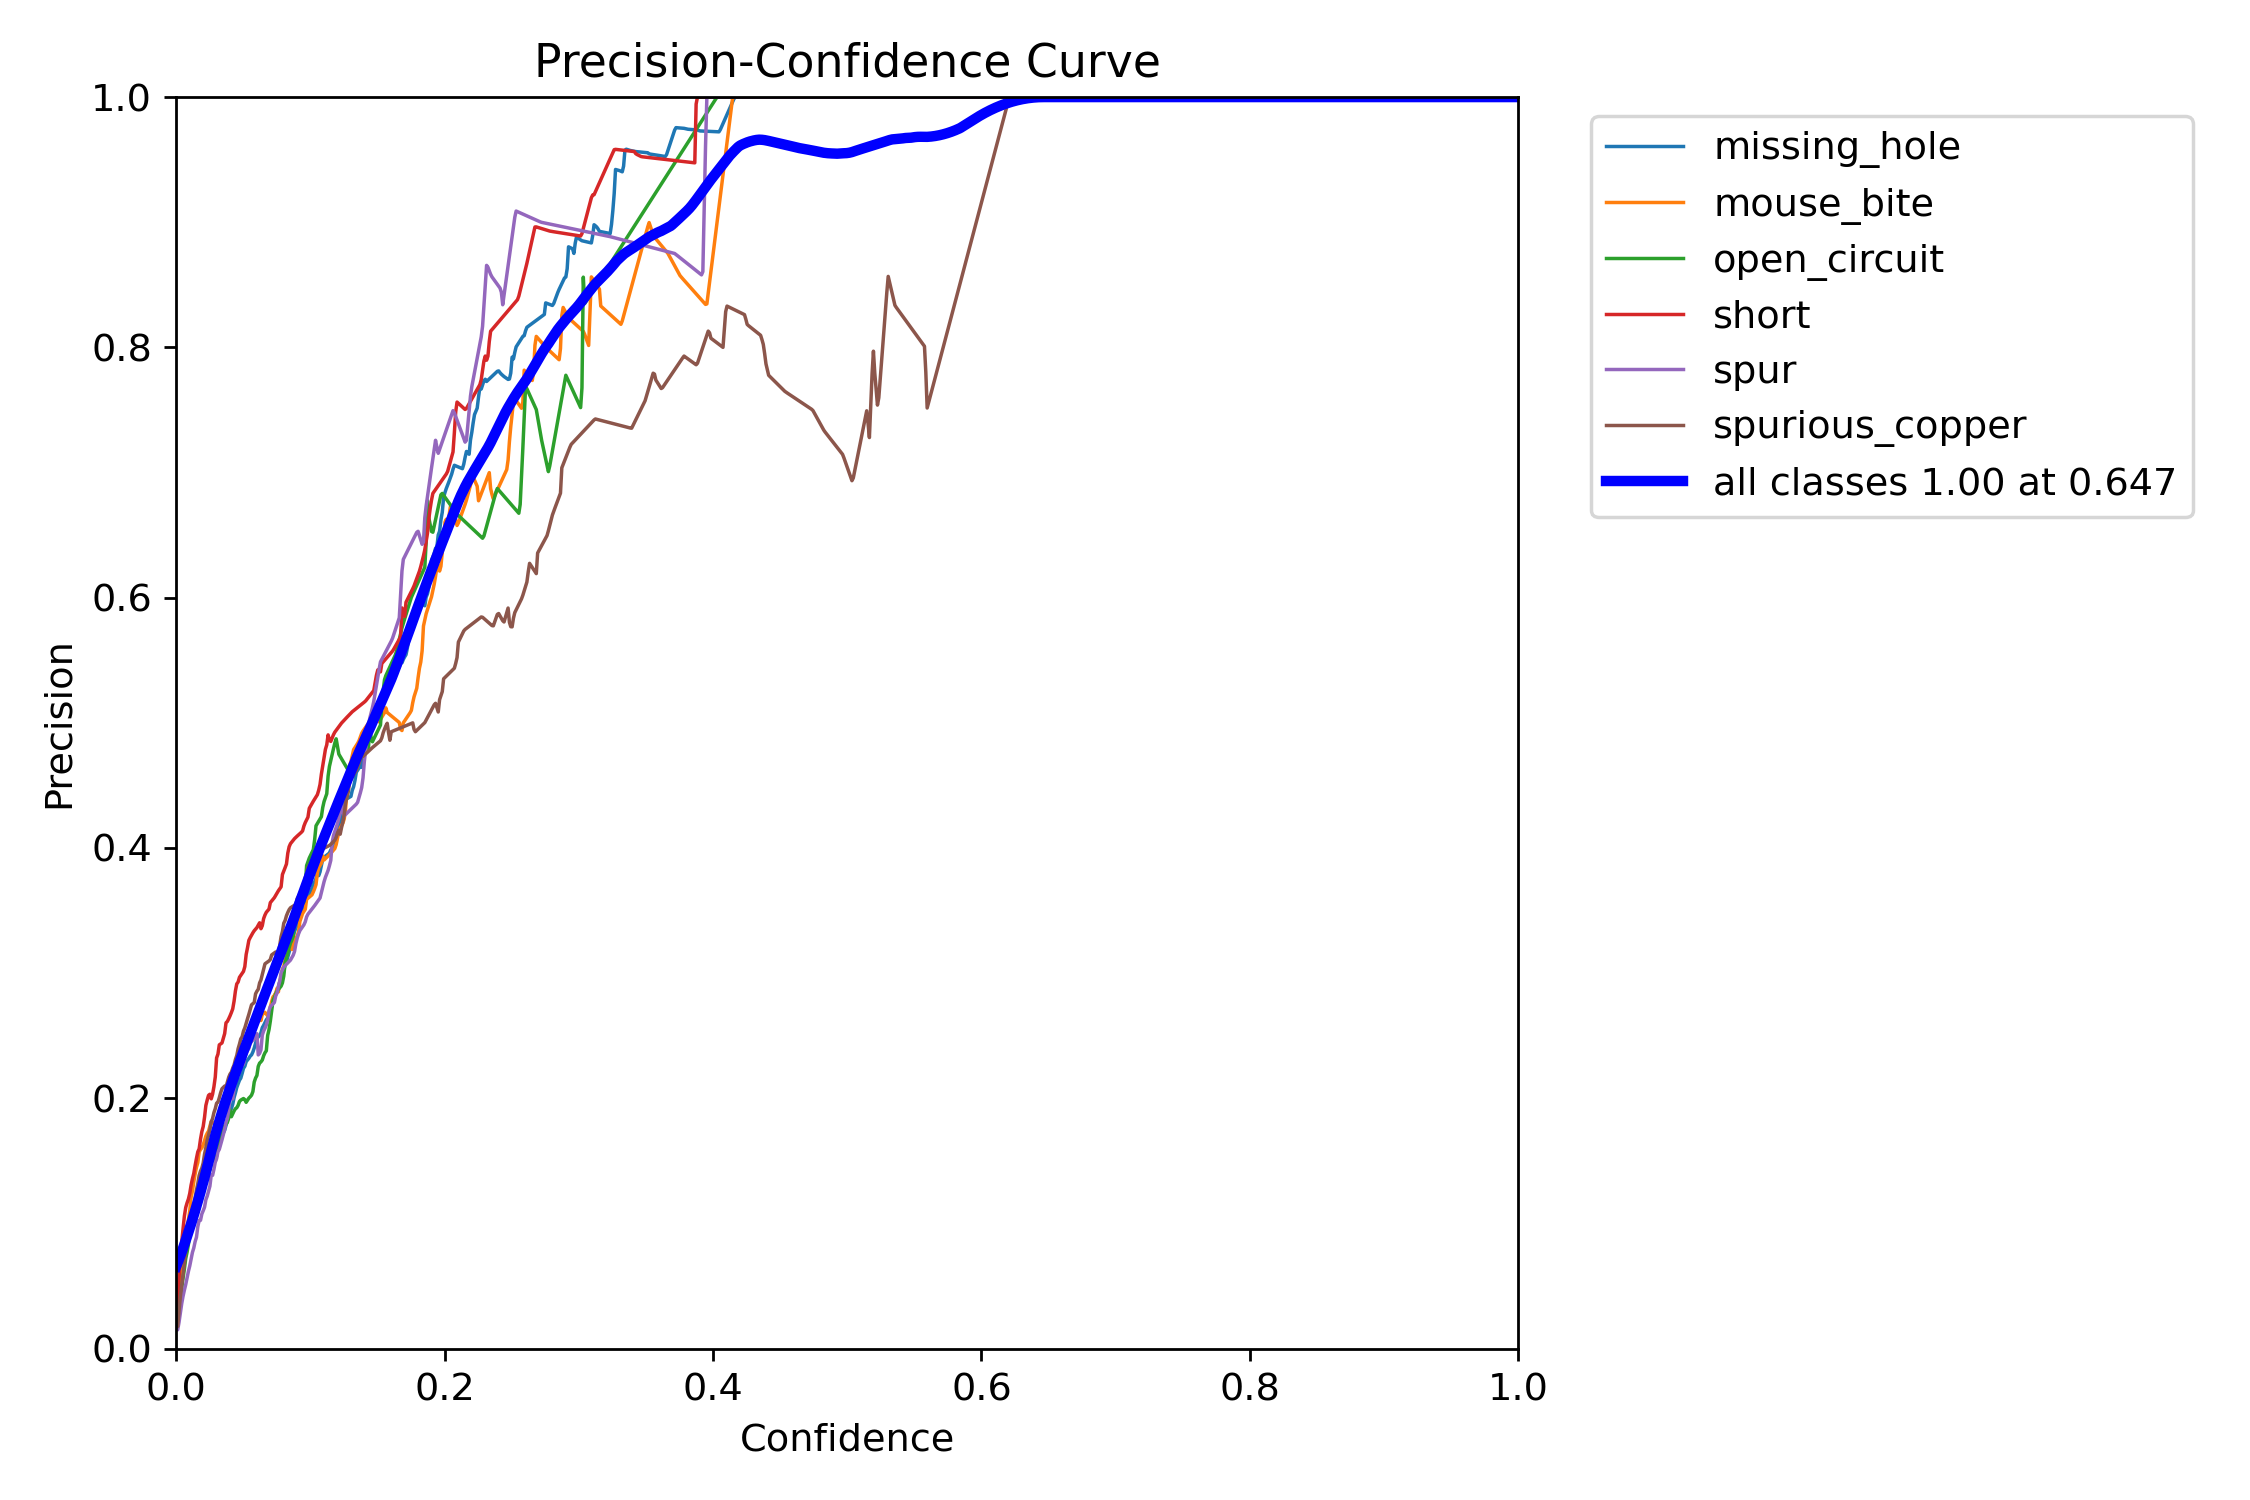 Precision-Confidence Curve
1.0
0.8
0.6
0.4
0.2
0.0
Precision
0.0 0.2 0.4 0.6 0.8 1.0
Confidence
missing_hole
mouse_bite
open_circuit
short
spur
spurious_copper
all classes 1.00 at 0.647